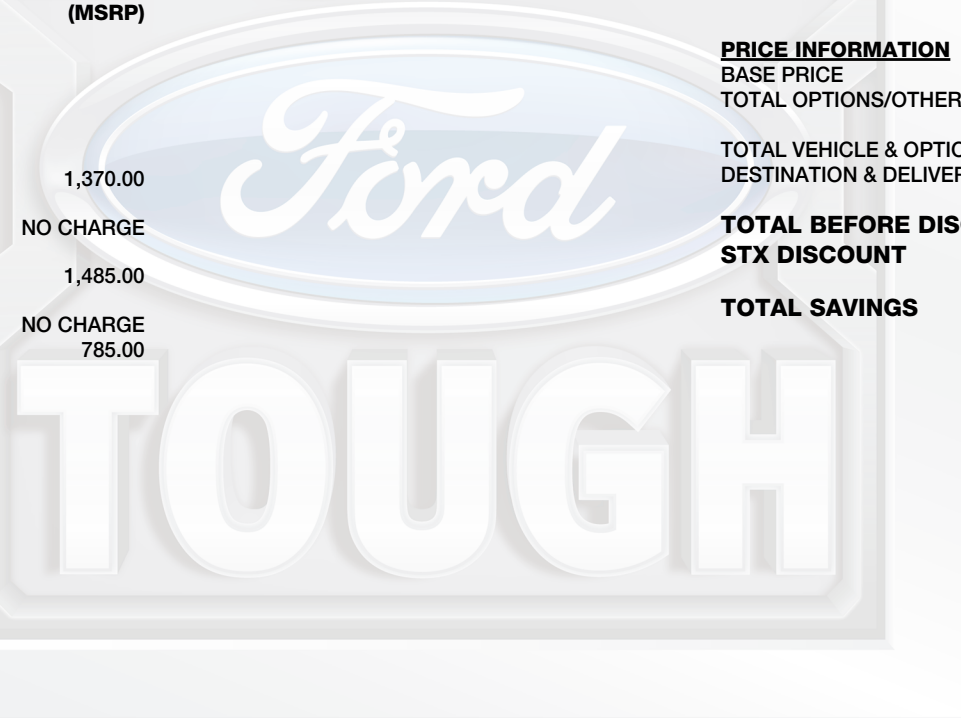 (MSRP)
1,370.00
NO CHARGE
1,485.00
NO CHARGE
785.00
PRICE INFORMATION
BASE PRICE
TOTAL OPTIONS/OTHER
TOTAL VEHICLE & OPTIO
DESTINATION & DELIVER
TOTAL BEFORE DIS
STX DISCOUNT
TOTAL SAVINGS
Ford
TOUGH